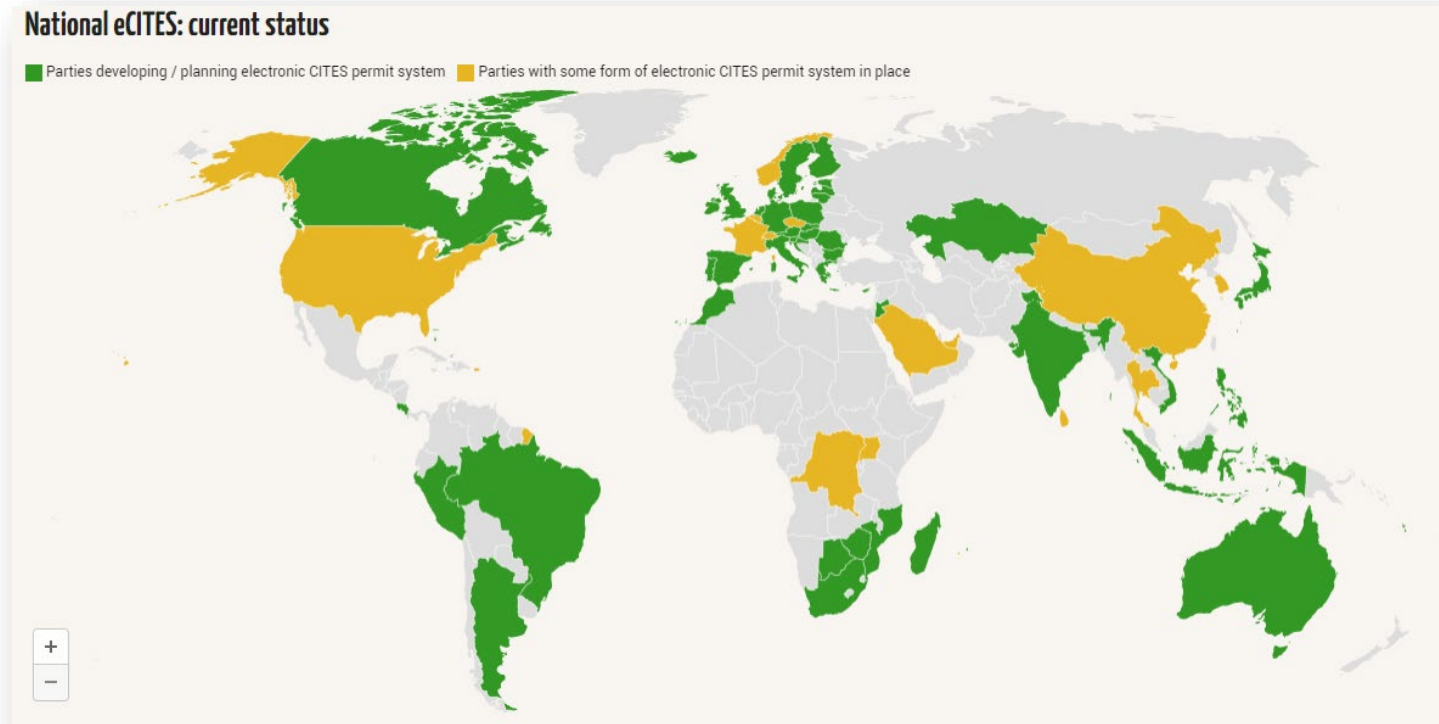 National eCITES: current status
Parties developing / planning electronic CITES permit system Parties with some form of electronic CITES permit system in place
+
−